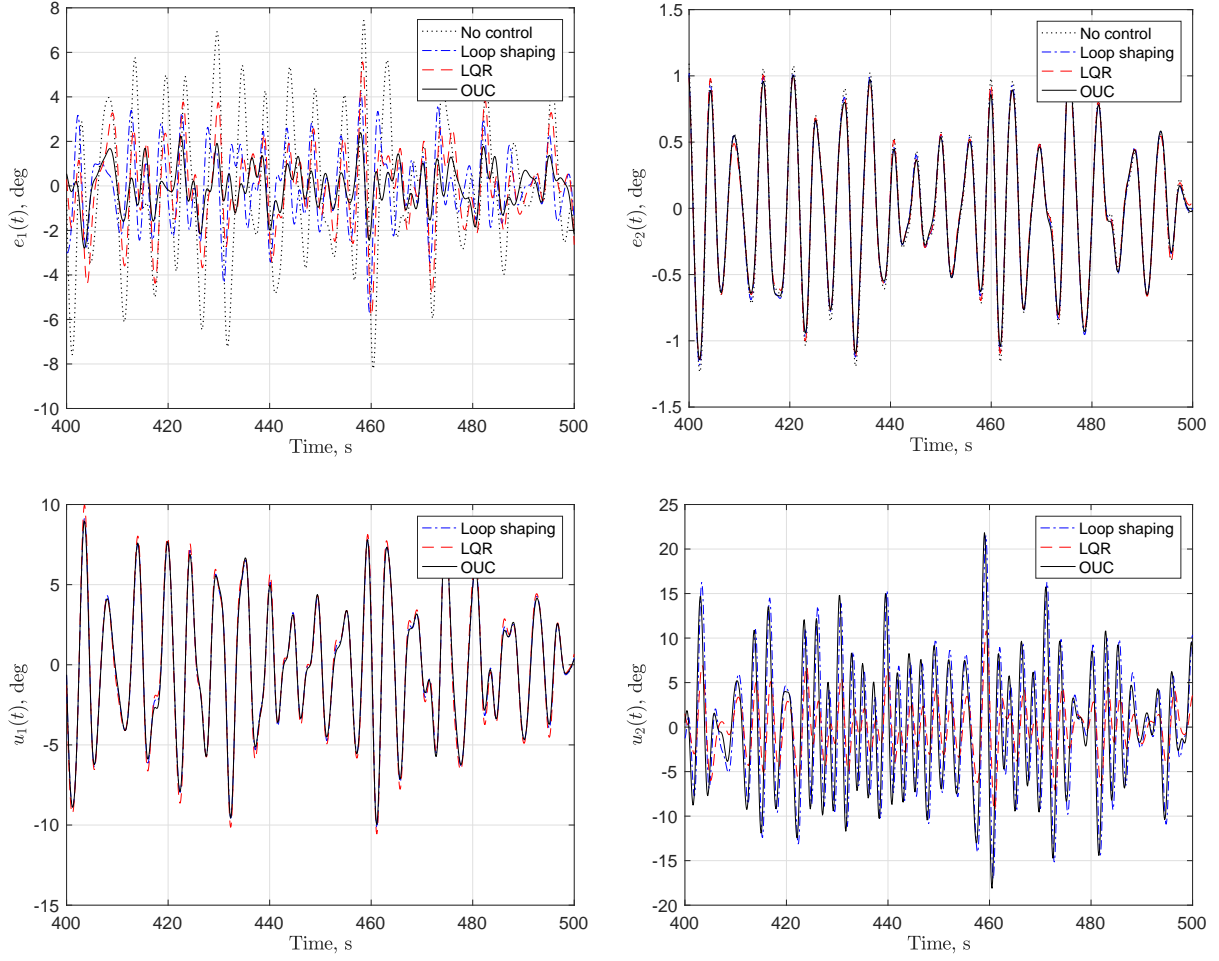 8
6
4
2
0
-2
-4
-6
-8
-10
400
420
440
460
480
500
e₁(t), deg
Time, s
No control
Loop shaping
LQR
OUC
1.5
1
0.5
0
-0.5
-1
-1.5
400
420
440
460
480
500
e₂(t), deg
Time, s
No control
Loop shaping
LQR
OUC
10
5
0
-5
-10
-15
400
420
440
460
480
500
u₁(t), deg
Time, s
Loop shaping
LQR
OUC
25
20
15
10
5
0
-5
-10
-15
-20
400
420
440
460
480
500
u₂(t), deg
Time, s
Loop shaping
LQR
OUC